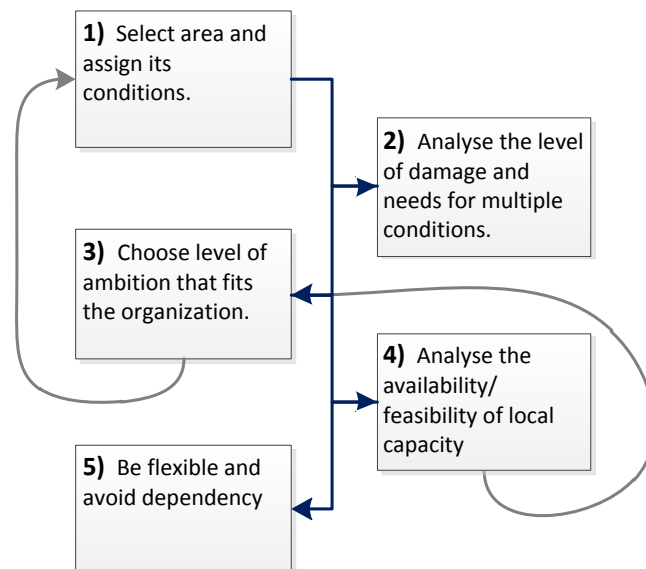 1) Select area and
assign its
conditions.
2) Analyse the level
of damage and
needs for multiple
conditions.
3) Choose level of
ambition that fits
the organization.
4) Analyse the
availability/
feasibility of local
capacity
5) Be flexible and
avoid dependency